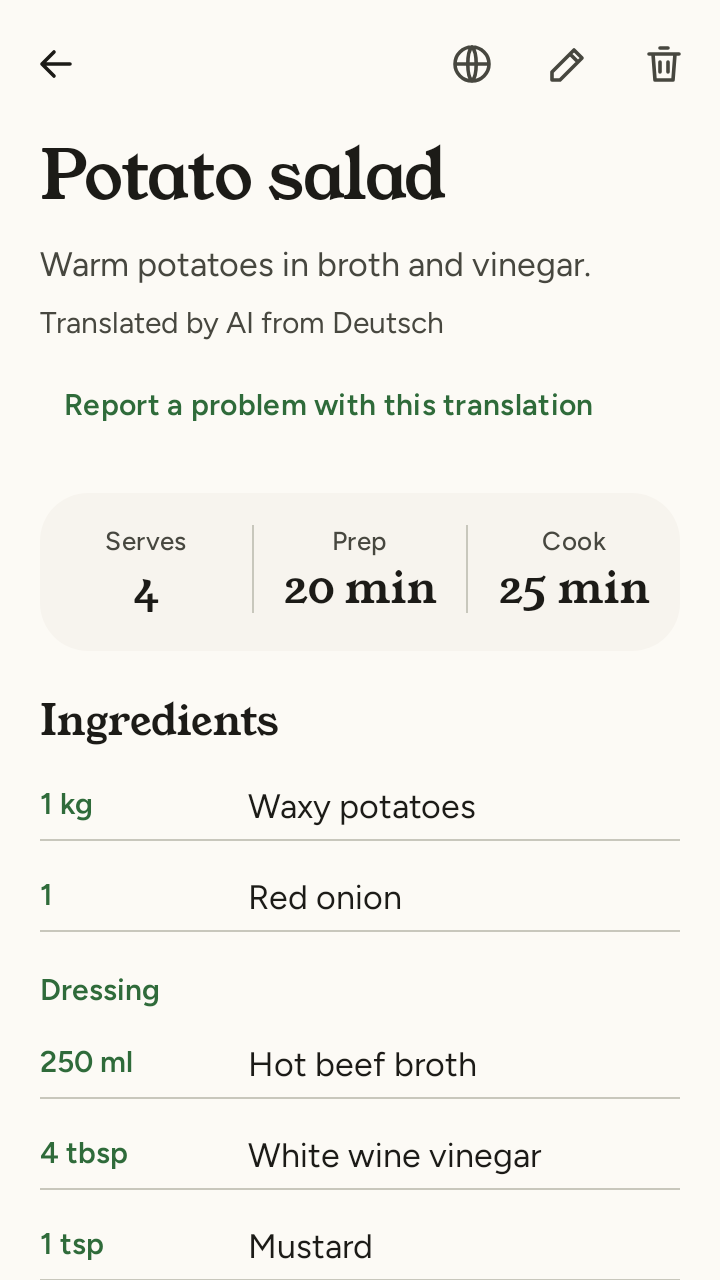 Potato salad
Warm potatoes in broth and vinegar.
Translated by AI from Deutsch
Report a problem with this translation
Serves
4
Prep
20 min
Cook
25 min
Ingredients
1 kg Waxy potatoes
1 Red onion
Dressing
250 ml Hot beef broth
4 tbsp White wine vinegar
1 tsp Mustard